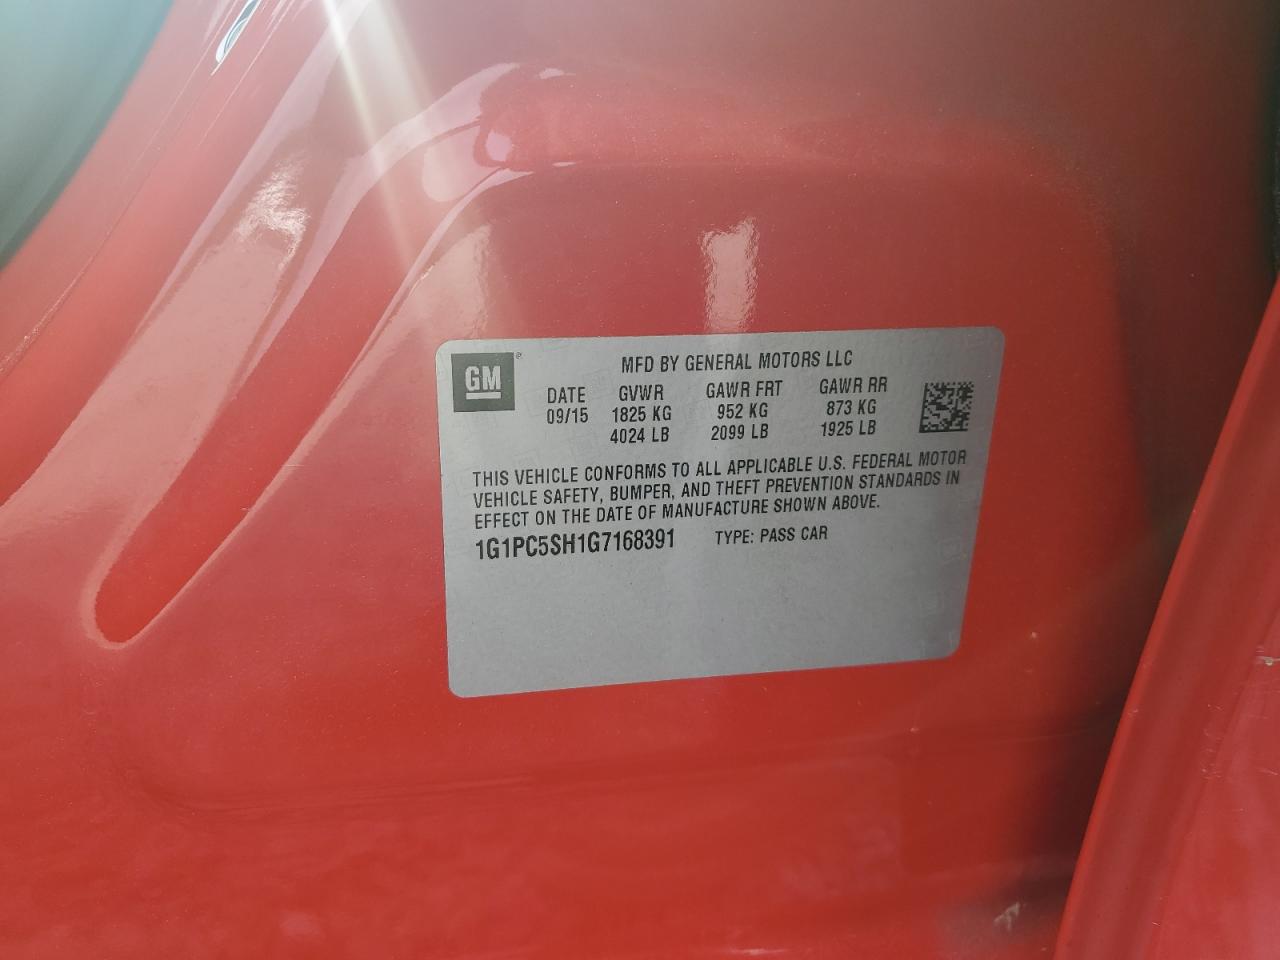 GM
MFD BY GENERAL MOTORS LLC
DATE GVWR GAWR FRT GAWR RR
09/15 1825 KG 952 KG 873 KG
4024 LB 2099 LB 1925 LB
THIS VEHICLE CONFORMS TO ALL APPLICABLE U.S. FEDERAL MOTOR
VEHICLE SAFETY, BUMPER, AND THEFT PREVENTION STANDARDS IN
EFFECT ON THE DATE OF MANUFACTURE SHOWN ABOVE.
1G1PC5SH1G7168391 TYPE: PASS CAR